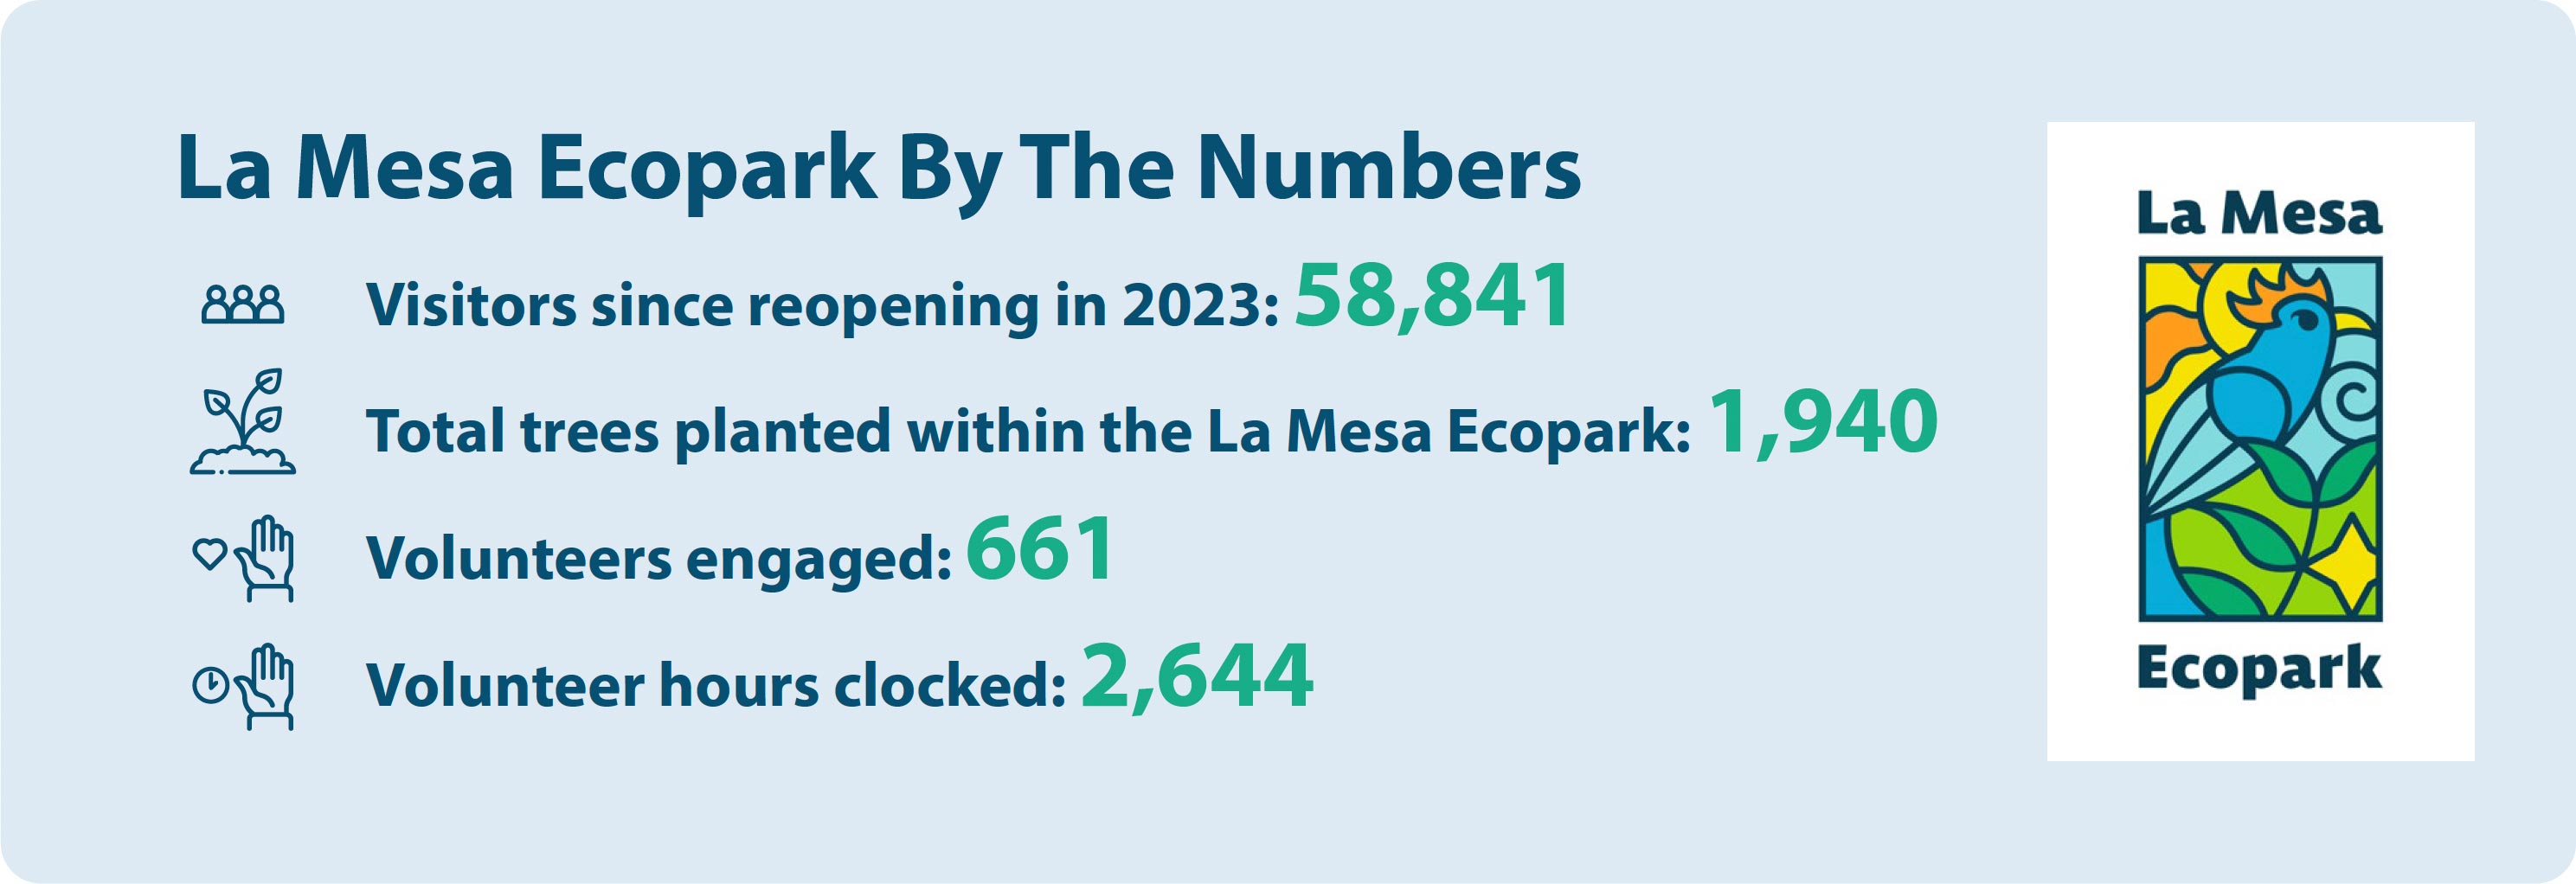 La Mesa Ecopark By The Numbers
Visitors since reopening in 2023: 58,841
Total trees planted within the La Mesa Ecopark: 1,940
Volunteers engaged: 661
Volunteer hours clocked: 2,644
La Mesa
Ecopark